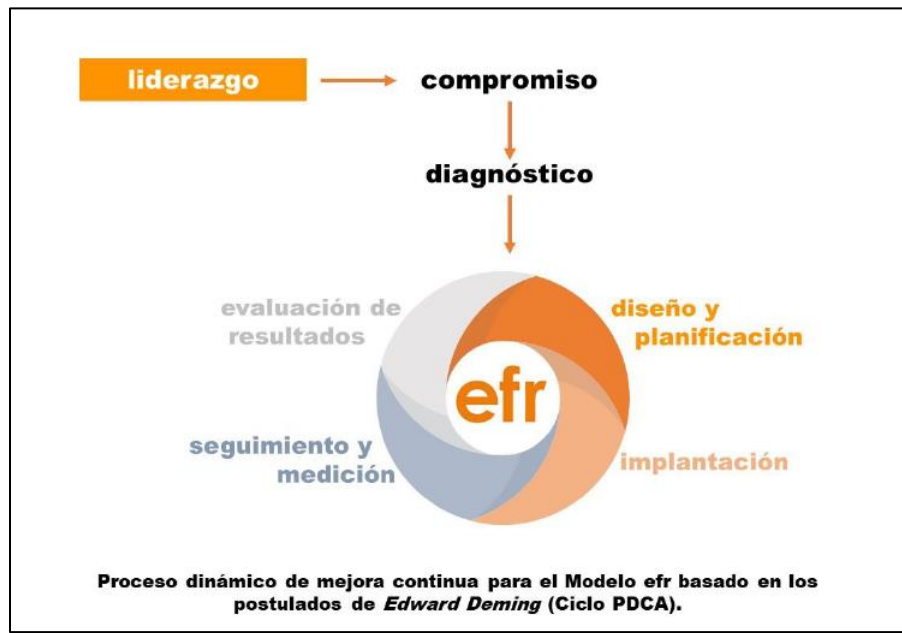 liderazgo
compromiso
diagnóstico
evaluación de
resultados
diseño y
planificación
efr
seguimiento y
medición
implantación
Proceso dinámico de mejora continua para el Modelo efr basado en los
postulados de Edward Deming (Ciclo PDCA).